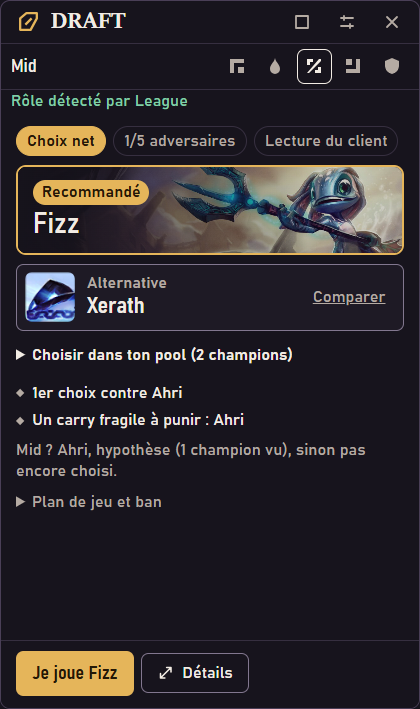 DRAFT
Mid
Rôle détecté par League
Choix net
1/5 adversaires
Lecture du client
Recommandé
Fizz
Alternative
Xerath
Comparer
▶ Choisir dans ton pool (2 champions)
◆ 1er choix contre Ahri
◆ Un carry fragile à punir : Ahri
Mid ? Ahri, hypothèse (1 champion vu), sinon pas
encore choisi.
▶ Plan de jeu et ban
Je joue Fizz
Détails